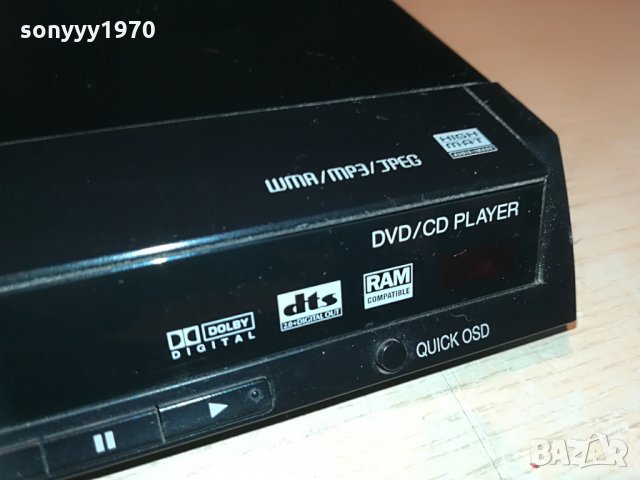 sonyyy1970
HIGH
MAT
WMA/MP3/JPEG
DVD/CD PLAYER
RAM
COMPATIBLE
dts
2.0+DIGITAL OUT
DOLBY
DIGITAL
QUICK OSD
BAZAR